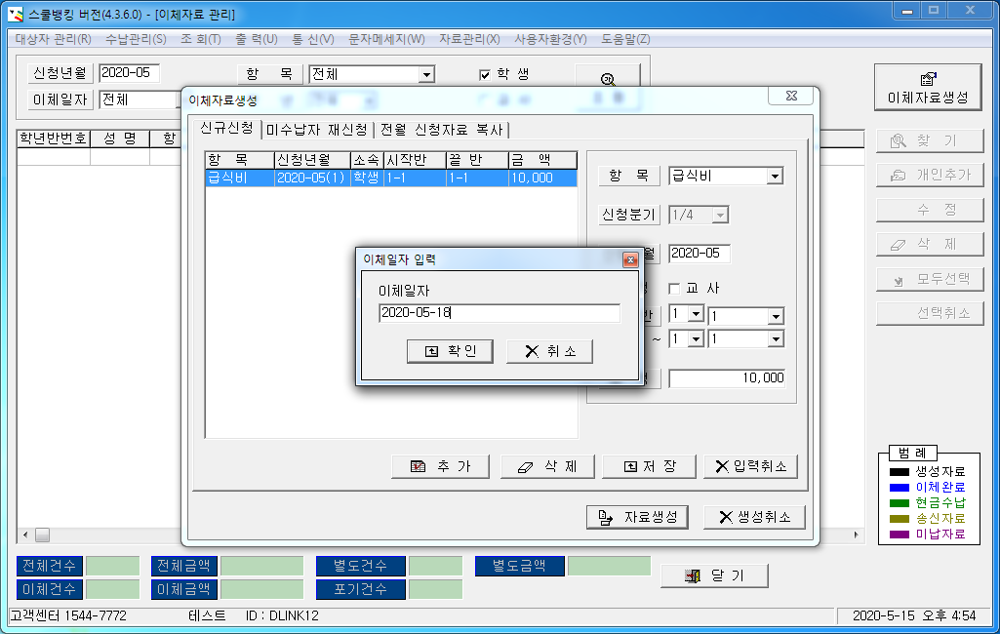 스쿨뱅킹 버전(4.3.6.0) - [이체자료 관리]
대상자 관리(R) 수납관리(S) 조 회(T) 출 력(U) 통 신(V) 문자메세지(W) 자료관리(X) 사용자환경(Y) 도움말(Z)
신청년월 2020-05 항 목 전체 학 생
이체일자 전체
이체자료생성
학년반번호 성 명 항
찾 기
개인추가
수 정
삭 제
모두선택
선택취소
이체자료생성
신규신청 미수납자 재신청 전월 신청자료 복사
항 목 신청년월 소속 시작반 끝 반 금 액
급식비 2020-05(1) 학생 1-1 1-1 10,000
항 목 급식비
신청분기 1/4
월 2020-05
교 사
반 1 1
~ 1 1
10,000
이체일자 입력
이체일자
2020-05-18
확 인 취 소
추 가 삭 제 저 장 입력취소
자료생성 생성취소
범 례
생성자료
이체완료
현금수납
송신자료
미납자료
전체건수 전체금액 별도건수 별도금액
이체건수 이체금액 포기건수
닫 기
고객센터 1544-7772 테스트 ID : DLINK12 2020-5-15 오후 4:54